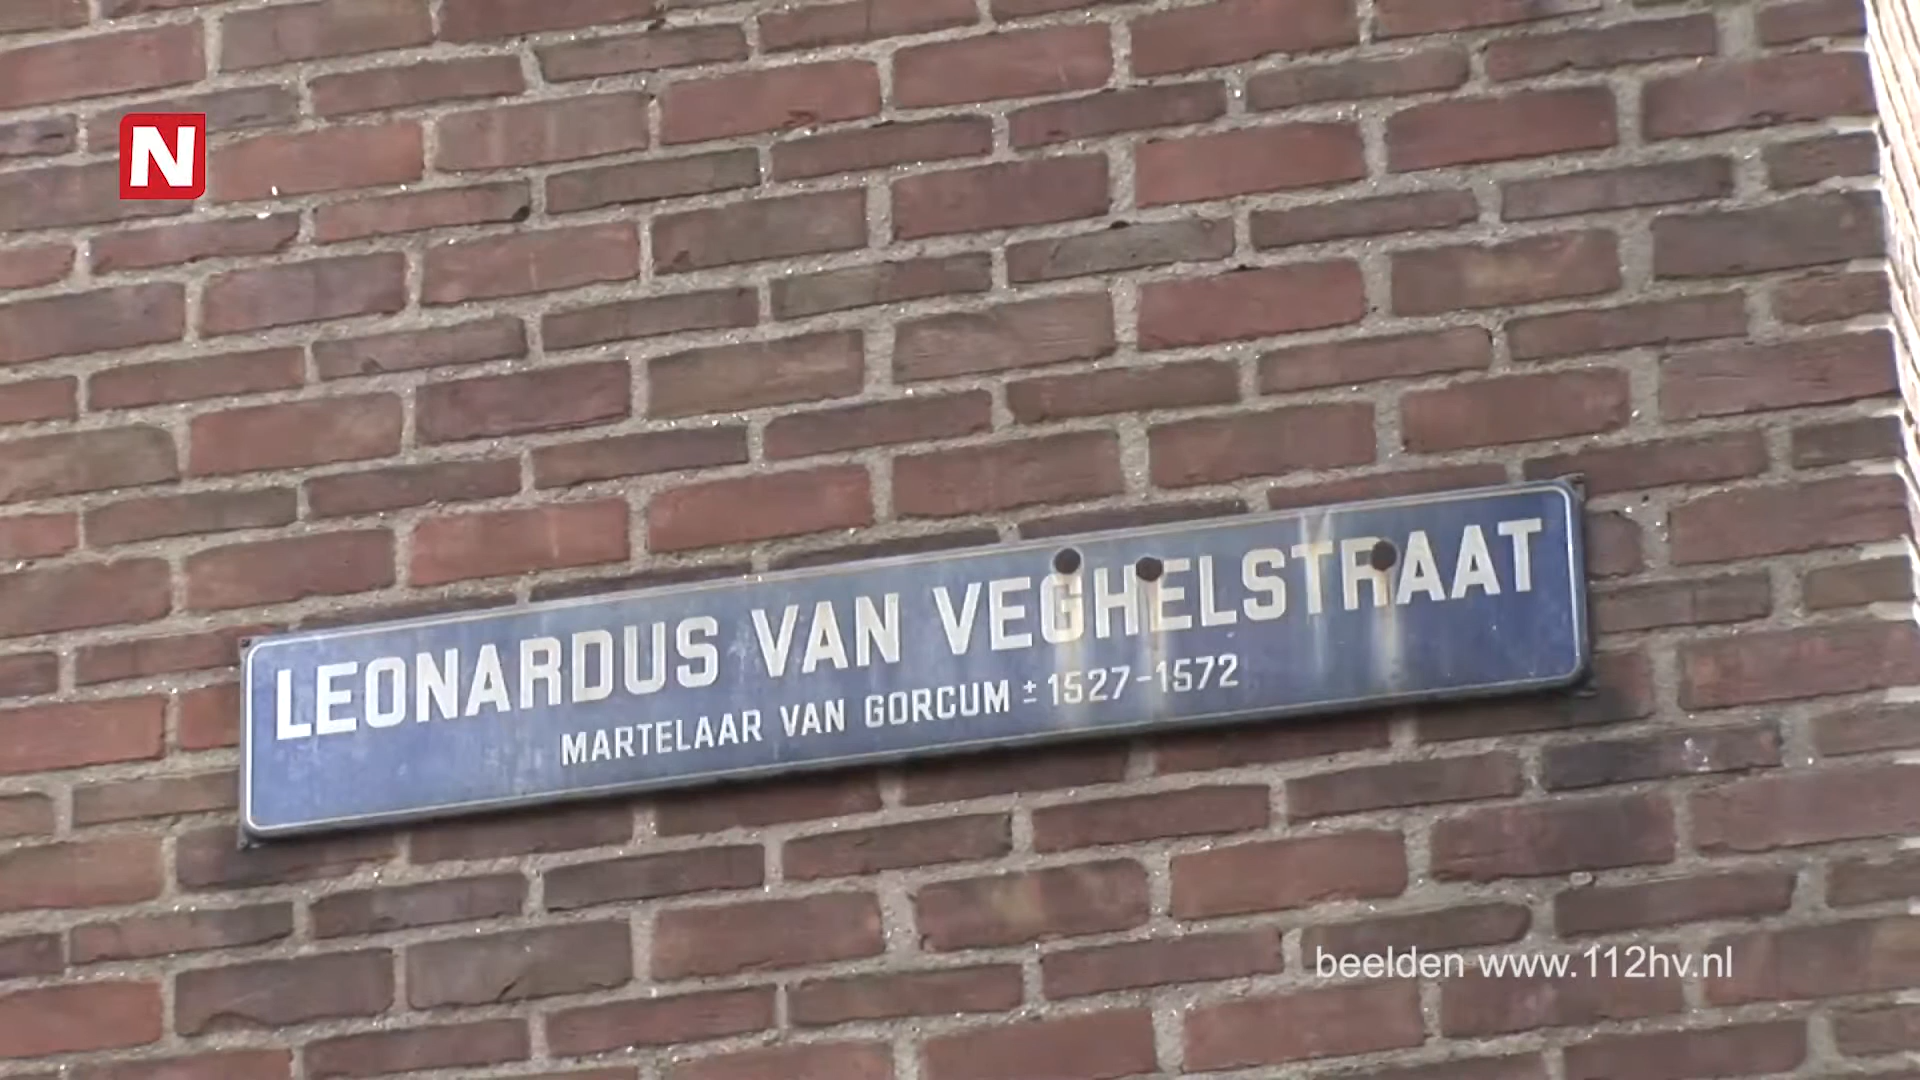 N
LEONARDUS VAN VEGHELSTRAAT
MARTELAAR VAN GORCUM ± 1527-1572
beelden www.112hv.nl